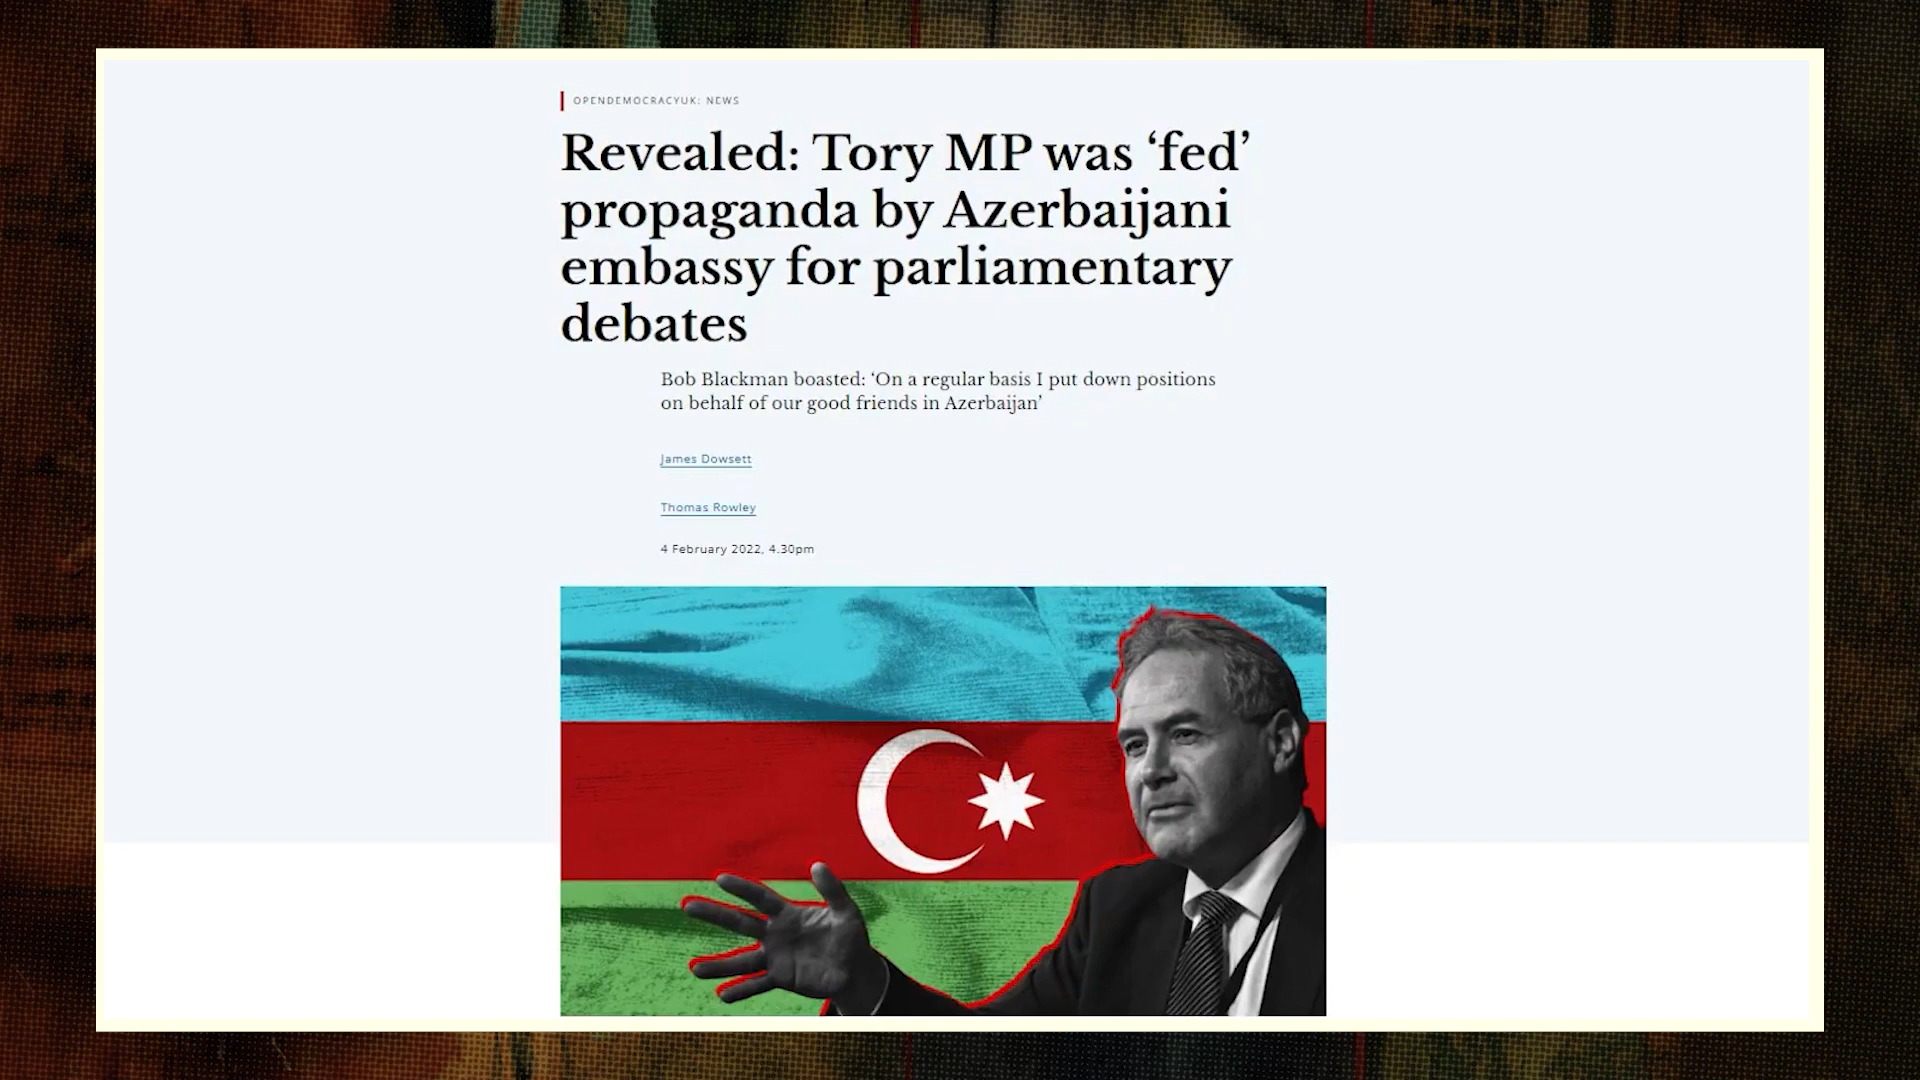 OPENDEMOCRACYUK: NEWS
Revealed: Tory MP was ‘fed’
propaganda by Azerbaijani
embassy for parliamentary
debates
Bob Blackman boasted: ‘On a regular basis I put down positions
on behalf of our good friends in Azerbaijan’
James Dowsett
Thomas Rowley
4 February 2022, 4.30pm